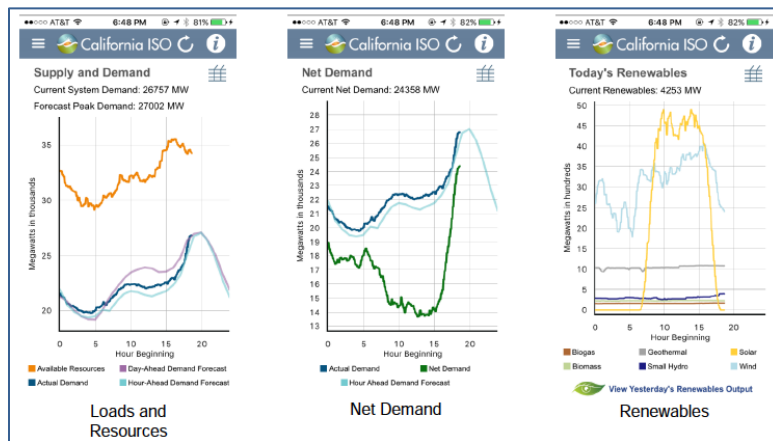 AT&T 6:48 PM 81%
California ISO
Supply and Demand
Current System Demand: 26757 MW
Forecast Peak Demand: 27002 MW
35
30
25
20
Megawatts in thousands
0 5 10 15 20
Hour Beginning
Available Resources Day-Ahead Demand Forecast
Actual Demand Hour-Ahead Demand Forecast
Loads and
Resources
AT&T 6:48 PM 82%
California ISO
Net Demand
Current Net Demand: 24358 MW
28
27
26
25
24
23
22
21
20
19
18
17
16
15
14
13
Megawatts in thousands
0 5 10 15 20
Hour Beginning
Actual Demand Net Demand
Hour Ahead Demand Forecast
Net Demand
AT&T 6:48 PM 82%
California ISO
Today's Renewables
Current Renewables: 4253 MW
50
45
40
35
30
25
20
15
10
5
0
Megawatts in hundreds
0 5 10 15 20
Hour Beginning
Biogas Geothermal Solar
Biomass Small Hydro Wind
View Yesterday's Renewables Output
Renewables